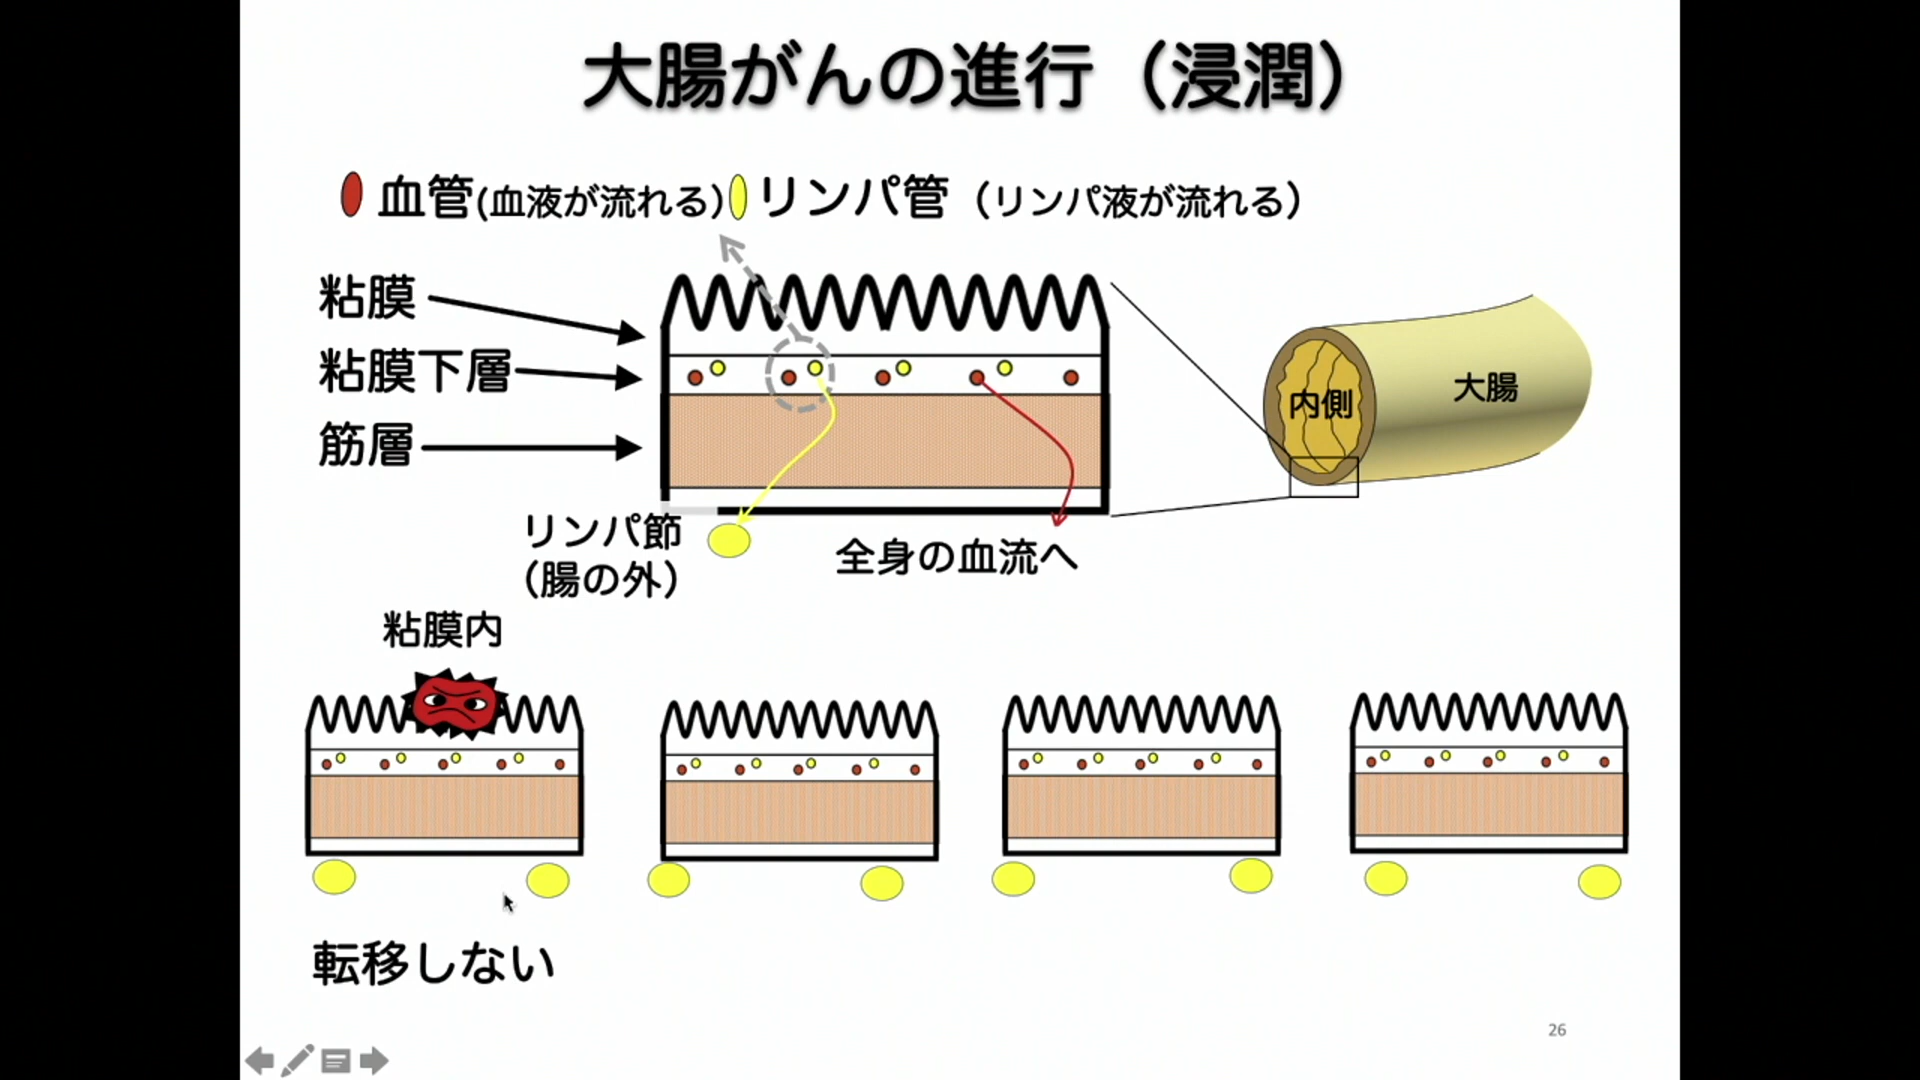 大腸がんの進行（浸潤）
血管(血液が流れる) リンパ管（リンパ液が流れる）
粘膜
粘膜下層
筋層
内側
大腸
リンパ節
（腸の外）
全身の血流へ
粘膜内
転移しない
26